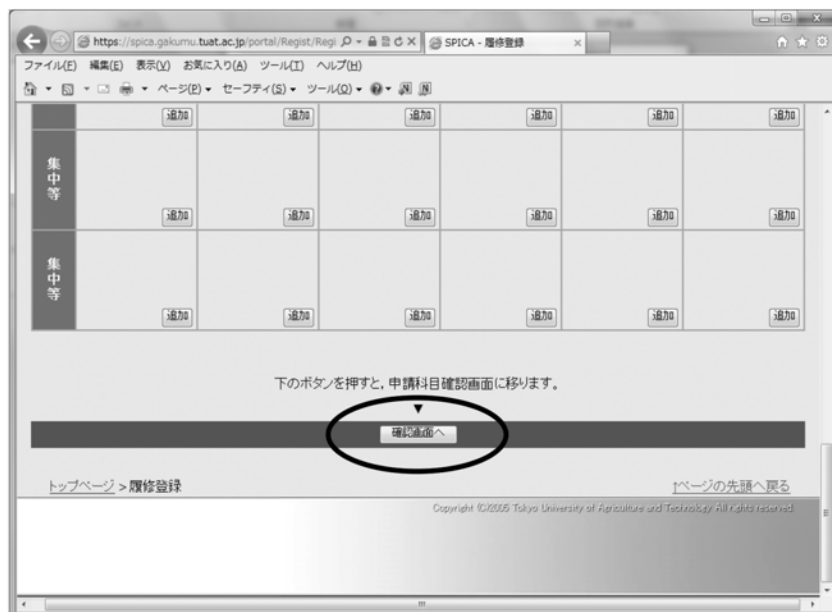 https://spica.gakumu.tuat.ac.jp/portal/Regist/Regi
SPICA - 履修登録
ファイル(F) 編集(E) 表示(V) お気に入り(A) ツール(T) ヘルプ(H)
ページ(P) セーフティ(S) ツール(O)
追加 追加 追加 追加 追加 追加
集中等
追加 追加 追加 追加 追加 追加
集中等
追加 追加 追加 追加 追加 追加
下のボタンを押すと, 申請科目確認画面に移ります。
▼
確認画面へ
トップページ > 履修登録
↑ページの先頭へ戻る
Copyright (C)2005 Tokyo University of Agriculture and Technology All rights reserved.